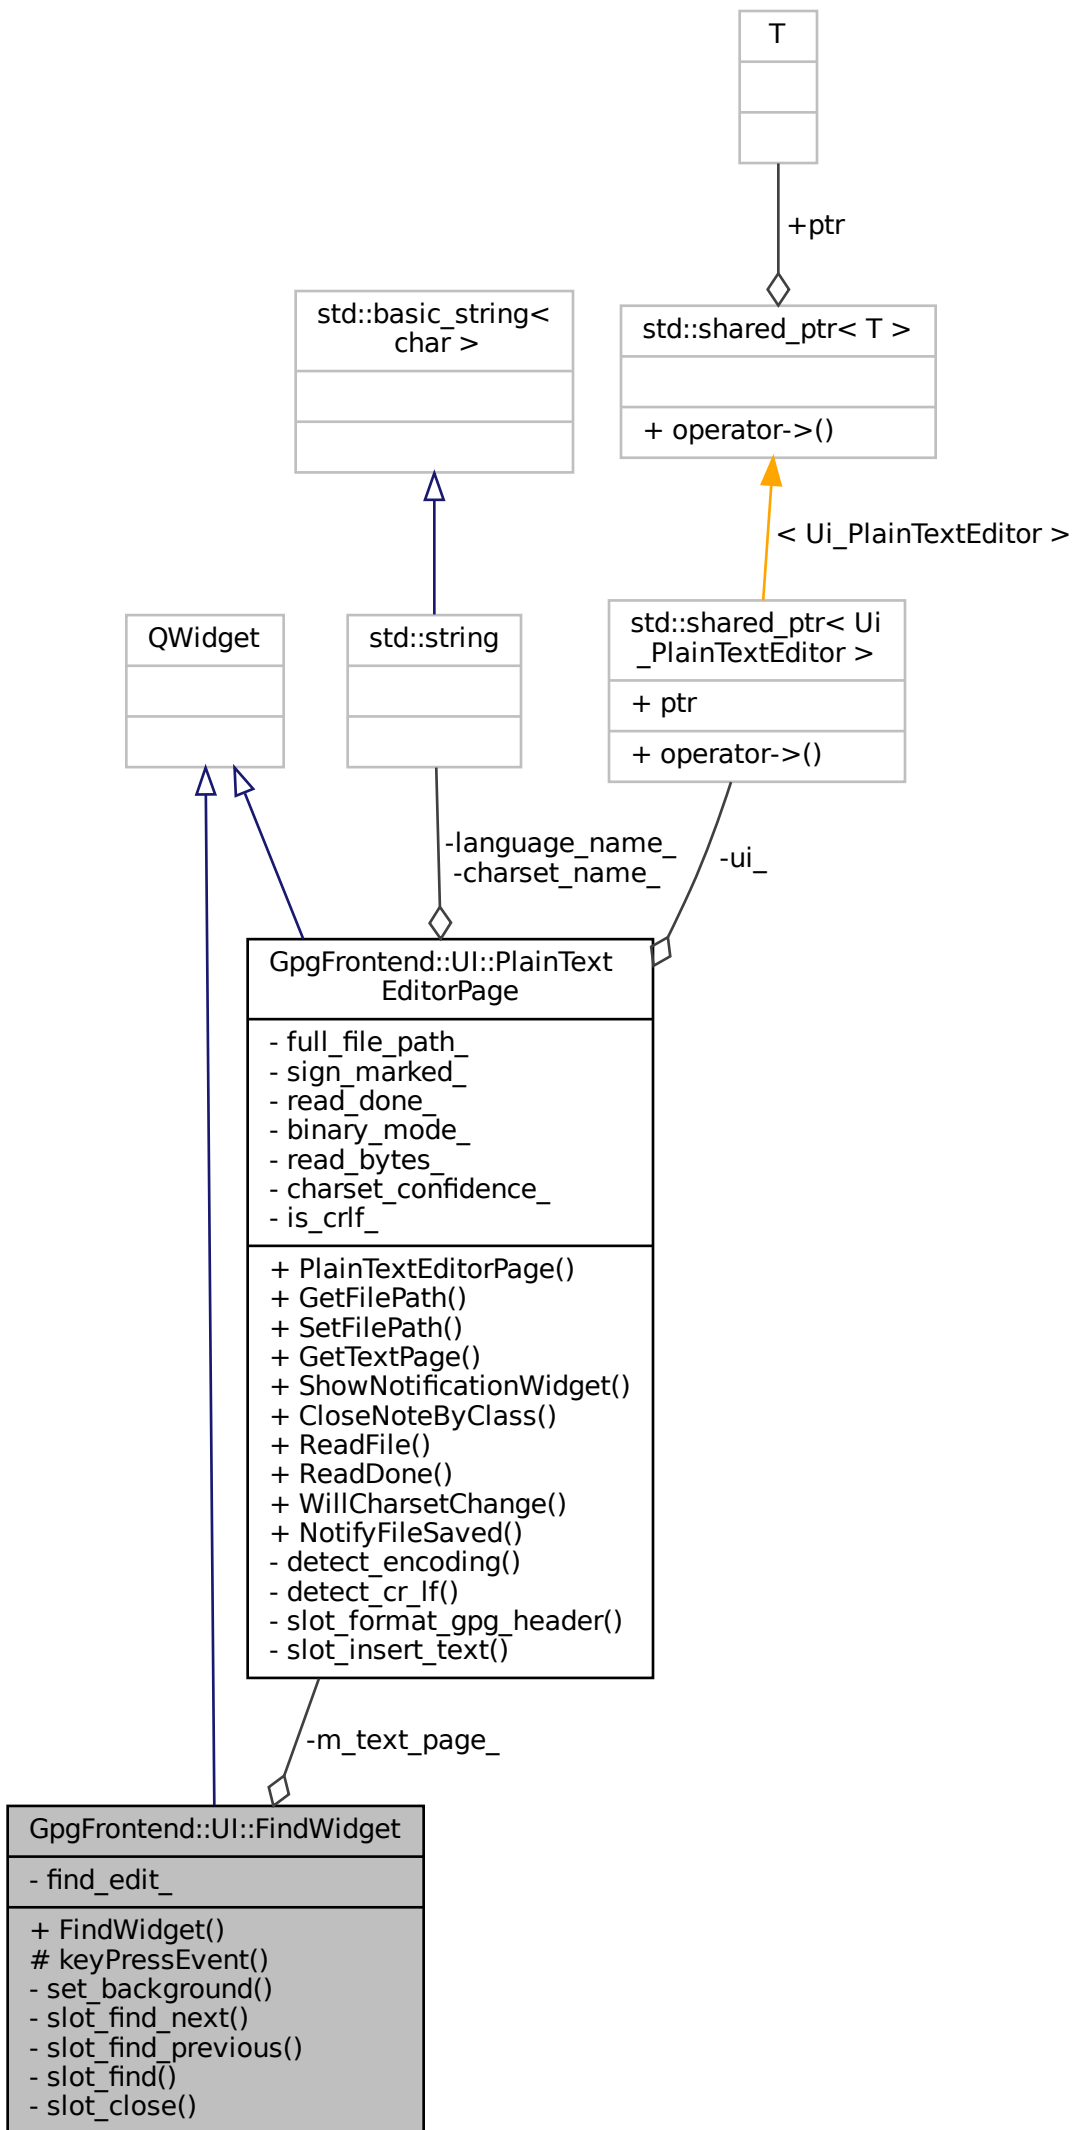 T
+ptr
std::basic_string<
char >
std::shared_ptr< T >
+ operator->()
< Ui_PlainTextEditor >
QWidget
std::string
std::shared_ptr< Ui
_PlainTextEditor >
+ ptr
+ operator->()
-language_name_
-charset_name_
-ui_
GpgFrontend::UI::PlainText
EditorPage
- full_file_path_
- sign_marked_
- read_done_
- binary_mode_
- read_bytes_
- charset_confidence_
- is_crlf_
+ PlainTextEditorPage()
+ GetFilePath()
+ SetFilePath()
+ GetTextPage()
+ ShowNotificationWidget()
+ CloseNoteByClass()
+ ReadFile()
+ ReadDone()
+ WillCharsetChange()
+ NotifyFileSaved()
- detect_encoding()
- detect_cr_lf()
- slot_format_gpg_header()
- slot_insert_text()
-m_text_page_
GpgFrontend::UI::FindWidget
- find_edit_
+ FindWidget()
# keyPressEvent()
- set_background()
- slot_find_next()
- slot_find_previous()
- slot_find()
- slot_close()